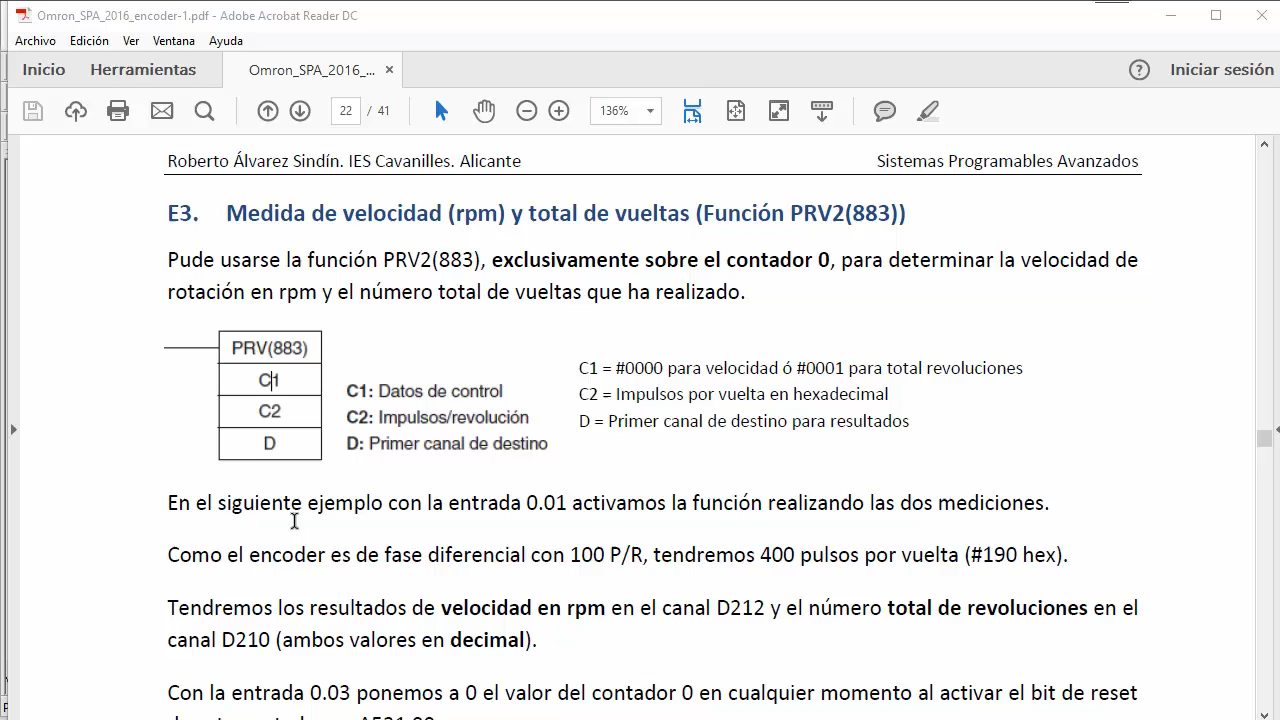 Omron_SPA_2016_encoder-1.pdf - Adobe Acrobat Reader DC
Archivo Edición Ver Ventana Ayuda
Inicio Herramientas Omron_SPA_2016_... × ? Iniciar sesión
22 / 41 136%
Roberto Álvarez Sindín. IES Cavanilles. Alicante Sistemas Programables Avanzados
E3. Medida de velocidad (rpm) y total de vueltas (Función PRV2(883))
Pude usarse la función PRV2(883), exclusivamente sobre el contador 0, para determinar la velocidad de
rotación en rpm y el número total de vueltas que ha realizado.
PRV(883)
C1
C2
D
C1: Datos de control
C2: Impulsos/revolución
D: Primer canal de destino
C1 = #0000 para velocidad ó #0001 para total revoluciones
C2 = Impulsos por vuelta en hexadecimal
D = Primer canal de destino para resultados
En el siguiente ejemplo con la entrada 0.01 activamos la función realizando las dos mediciones.
Como el encoder es de fase diferencial con 100 P/R, tendremos 400 pulsos por vuelta (#190 hex).
Tendremos los resultados de velocidad en rpm en el canal D212 y el número total de revoluciones en el
canal D210 (ambos valores en decimal).
Con la entrada 0.03 ponemos a 0 el valor del contador 0 en cualquier momento al activar el bit de reset